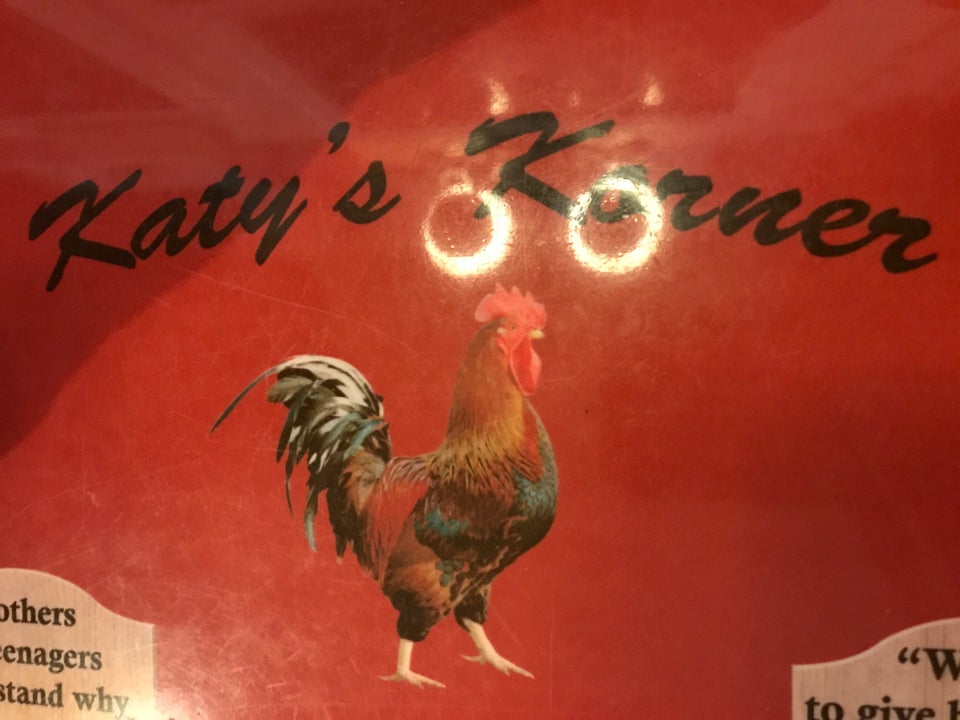 Katy's Korner
others
eenagers
stand why
"W
to give